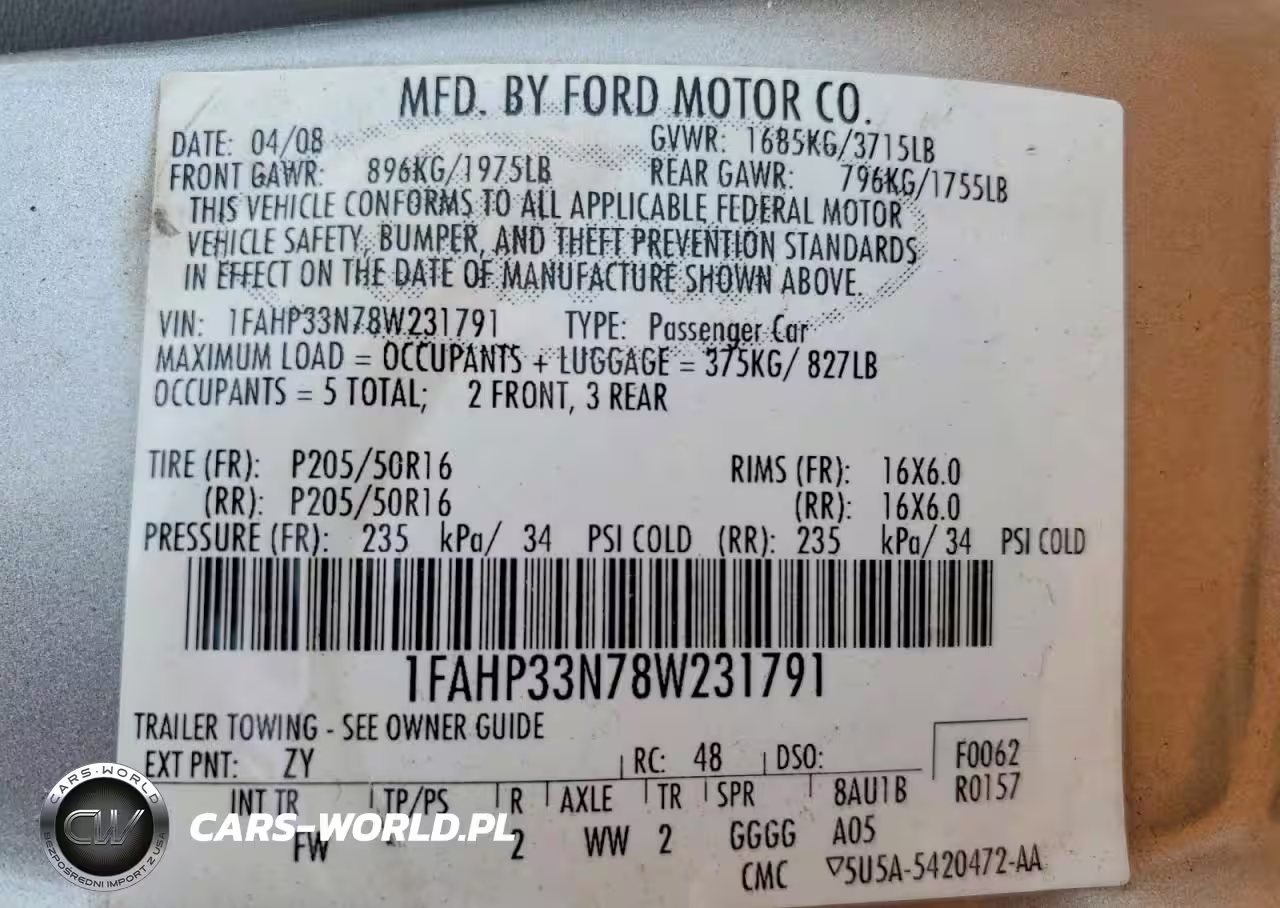 MFD. BY FORD MOTOR CO.
DATE: 04/08 GVWR: 1685KG/3715LB
FRONT GAWR: 896KG/1975LB REAR GAWR: 796KG/1755LB
THIS VEHICLE CONFORMS TO ALL APPLICABLE FEDERAL MOTOR
VEHICLE SAFETY, BUMPER, AND THEFT PREVENTION STANDARDS
IN EFFECT ON THE DATE OF MANUFACTURE SHOWN ABOVE.
VIN: 1FAHP33N78W231791 TYPE: Passenger Car
MAXIMUM LOAD = OCCUPANTS + LUGGAGE = 375KG/ 827LB
OCCUPANTS = 5 TOTAL; 2 FRONT, 3 REAR
TIRE (FR): P205/50R16 RIMS (FR): 16X6.0
(RR): P205/50R16 (RR): 16X6.0
PRESSURE (FR): 235 kPa/ 34 PSI COLD (RR): 235 kPa/ 34 PSI COLD
1FAHP33N78W231791
TRAILER TOWING - SEE OWNER GUIDE
EXT PNT: ZY RC: 48 DSO: F0062
INT TR TP/PS R AXLE TR SPR 8AU1B R0157
FW 2 WW 2 GGGG A05
CMC ▽5U5A-5420472-AA
CARS-WORLD
CW
BEZPOŚREDNI IMPORT Z USA
CARS-WORLD.PL